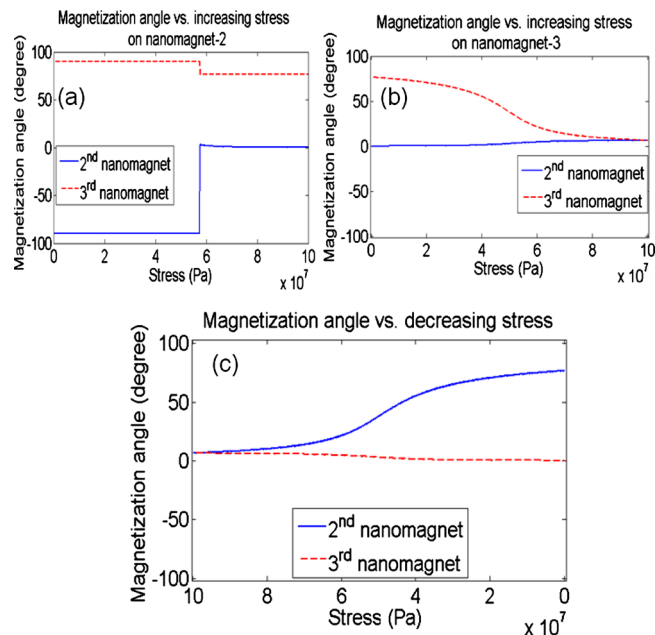 Magnetization angle vs. increasing stress
on nanomagnet-2
Magnetization angle (degree)
100
50
0
-50
-100
(a)
2nd nanomagnet
3rd nanomagnet
0
2
4
6
8
10
Stress (Pa)
x 10^7
Magnetization angle vs. increasing stress
on nanomagnet-3
Magnetization angle (degree)
100
50
0
-50
-100
(b)
2nd nanomagnet
3rd nanomagnet
0
2
4
6
8
10
Stress (Pa)
x 10^7
Magnetization angle vs. decreasing stress
Magnetization angle (degree)
100
50
0
-50
-100
(c)
2nd nanomagnet
3rd nanomagnet
10
8
6
4
2
0
Stress (Pa)
x 10^7